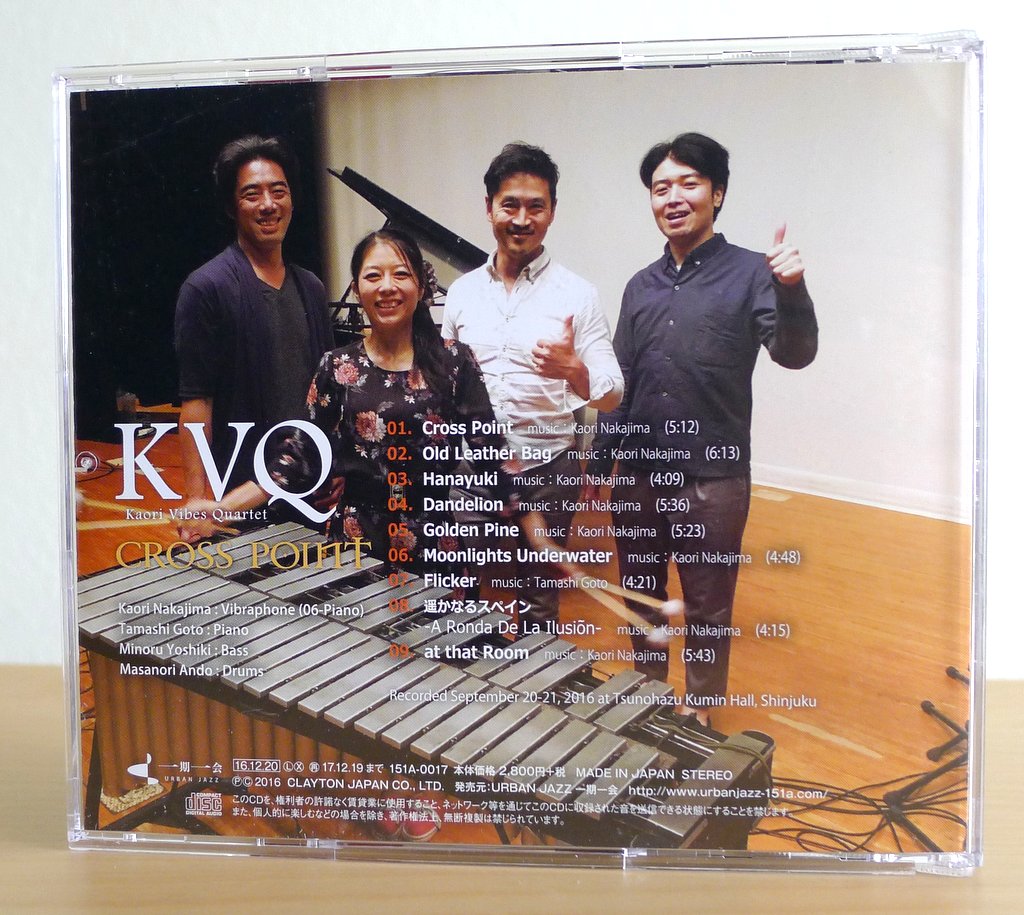 KVQ
Kaori Vibes Quartet
CROSS POINT
Kaori Nakajima : Vibraphone (06-Piano)
Tamashi Goto : Piano
Minoru Yoshiki : Bass
Masanori Ando : Drums
01. Cross Point music : Kaori Nakajima (5:12)
02. Old Leather Bag music : Kaori Nakajima (6:13)
03. Hanayuki music : Kaori Nakajima (4:09)
04. Dandelion music : Kaori Nakajima (5:36)
05. Golden Pine music : Kaori Nakajima (5:23)
06. Moonlights Underwater music : Kaori Nakajima (4:48)
07. Flicker music : Tamashi Goto (4:21)
08. 遥かなるスペイン
-A Ronda De La Ilusiõn- music : Kaori Nakajima (4:15)
09. at that Room music : Kaori Nakajima (5:43)
Recorded September 20-21, 2016 at Tsunohazu Kumin Hall, Shinjuku
一期一会
URBAN JAZZ
16.12.20 Ⓛ Ⓧ ㊐ 17.12.19 まで 151A-0017 本体価格 2,800円+税 MADE IN JAPAN STEREO
ⓅⒸ2016 CLAYTON JAPAN CO., LTD. 発売元:URBAN JAZZ 一期一会 http://www.urbanjazz-151a.com/
COMPACT disc DIGITAL AUDIO
このCDを、権利者の許諾なく賃貸業に使用すること、ネットワーク等を通じてこのCDに収録された音を送信できる状態にすることを禁じます。
また、個人的に楽しむなどの場合を除き、著作権法上、無断複製は禁じられています。